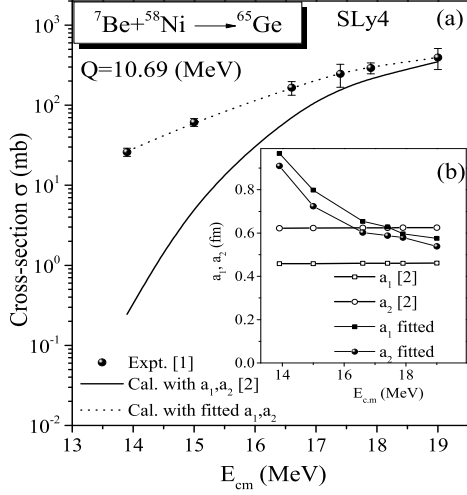 ⁷Be+⁵⁸Ni → ⁶⁵Ge
SLy4
(a)
Q=10.69 (MeV)
Cross-section σ (mb)
10³
10²
10¹
10⁰
10⁻¹
10⁻²
Expt. [1]
Cal. with a₁,a₂ [2]
Cal. with fitted a₁,a₂
13 14 15 16 17 18 19 20
E_cm (MeV)
(b)
a₁, a₂ (fm)
0.8
0.6
0.4
0.2
0.0
a₁ [2]
a₂ [2]
a₁ fitted
a₂ fitted
14 16 18
E_c.m (MeV)